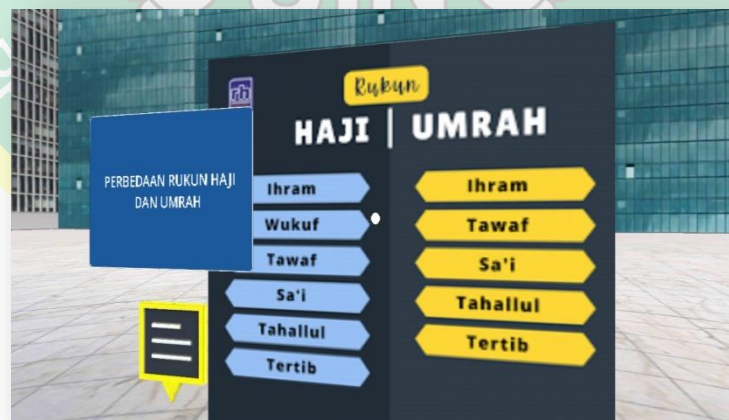 Rukun
HAJI | UMRAH
PERBEDAAN RUKUN HAJI
DAN UMRAH
Ihram
Wukuf
Tawaf
Sa'i
Tahallul
Tertib
Ihram
Tawaf
Sa'i
Tahallul
Tertib